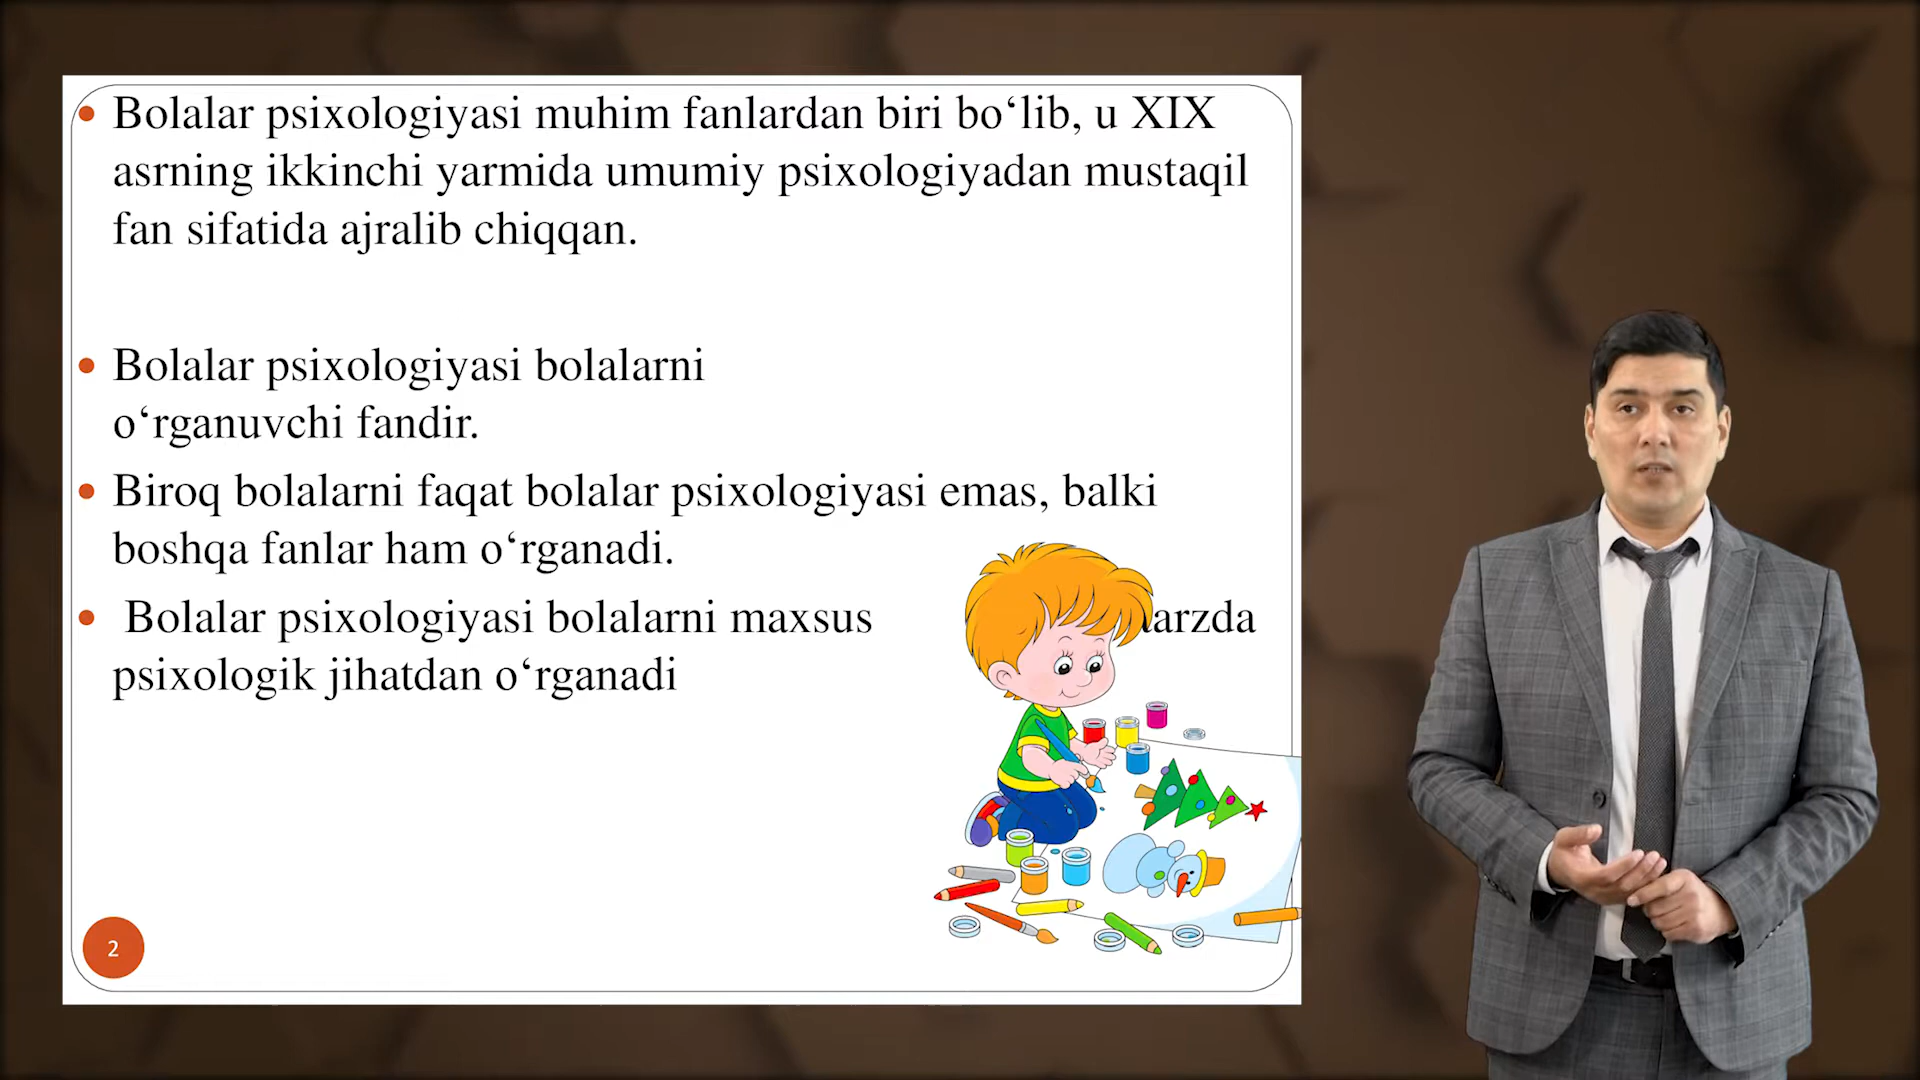 Bolalar psixologiyasi muhim fanlardan biri bo‘lib, u XIX
asrning ikkinchi yarmida umumiy psixologiyadan mustaqil
fan sifatida ajralib chiqqan.
Bolalar psixologiyasi bolalarni
o‘rganuvchi fandir.
Biroq bolalarni faqat bolalar psixologiyasi emas, balki
boshqa fanlar ham o‘rganadi.
Bolalar psixologiyasi bolalarni maxsus
psixologik jihatdan o‘rganadi
2